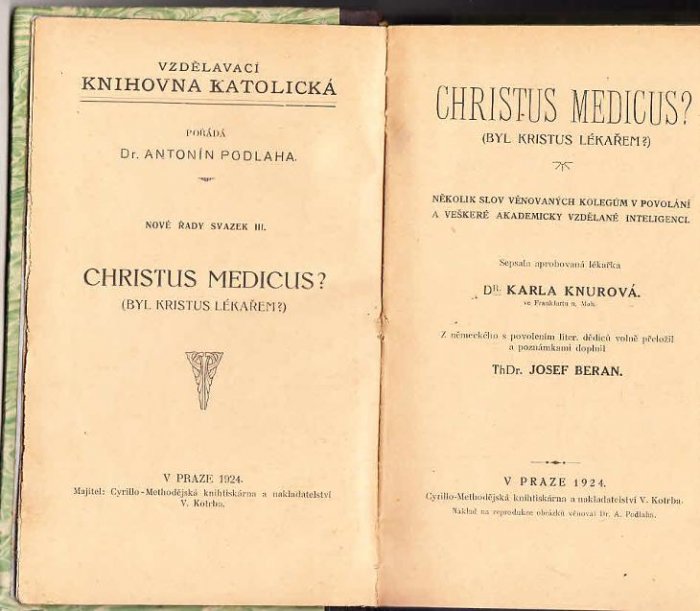 VZDĚLAVACÍ
KNIHOVNA KATOLICKÁ
POŘÁDÁ
Dr. ANTONÍN PODLAHA.
NOVÉ ŘADY SVAZEK III.
CHRISTUS MEDICUS?
(BYL KRISTUS LÉKAŘEM?)
V PRAZE 1924.
Majitel: Cyrillo-Methodějská knihtiskárna a nakladatelství
V. Kotrba.
CHRISTUS MEDICUS?
(BYL KRISTUS LÉKAŘEM?)
NĚKOLIK SLOV VĚNOVANÝCH KOLEGŮM V POVOLÁNÍ
A VEŠKERÉ AKADEMICKY VZDĚLANÉ INTELIGENCI.
Sepsala aprobovaná lékařka
DR. KARLA KNUROVÁ.
ve Frankfurtu n. Moh.
Z německého s povolením liter. dědiců volně přeložil
a poznámkami doplnil
ThDr. JOSEF BERAN.
V PRAZE 1924.
Cyrillo-Methodějská knihtiskárna a nakladatelství V. Kotrba.
Náklad na reprodukce obrázků věnoval Dr. A. Podlaha.